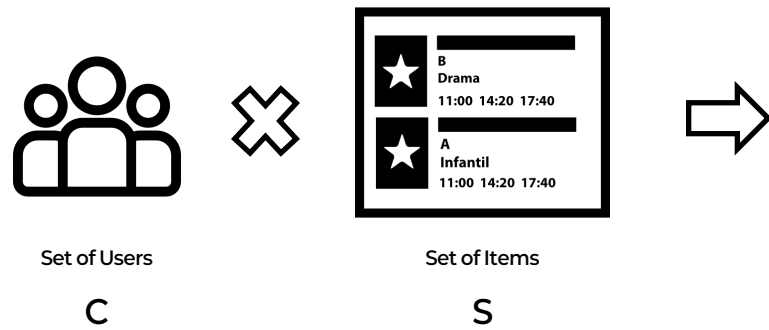 B
Drama
11:00 14:20 17:40
A
Infantil
11:00 14:20 17:40
Set of Users
Set of Items
C
S